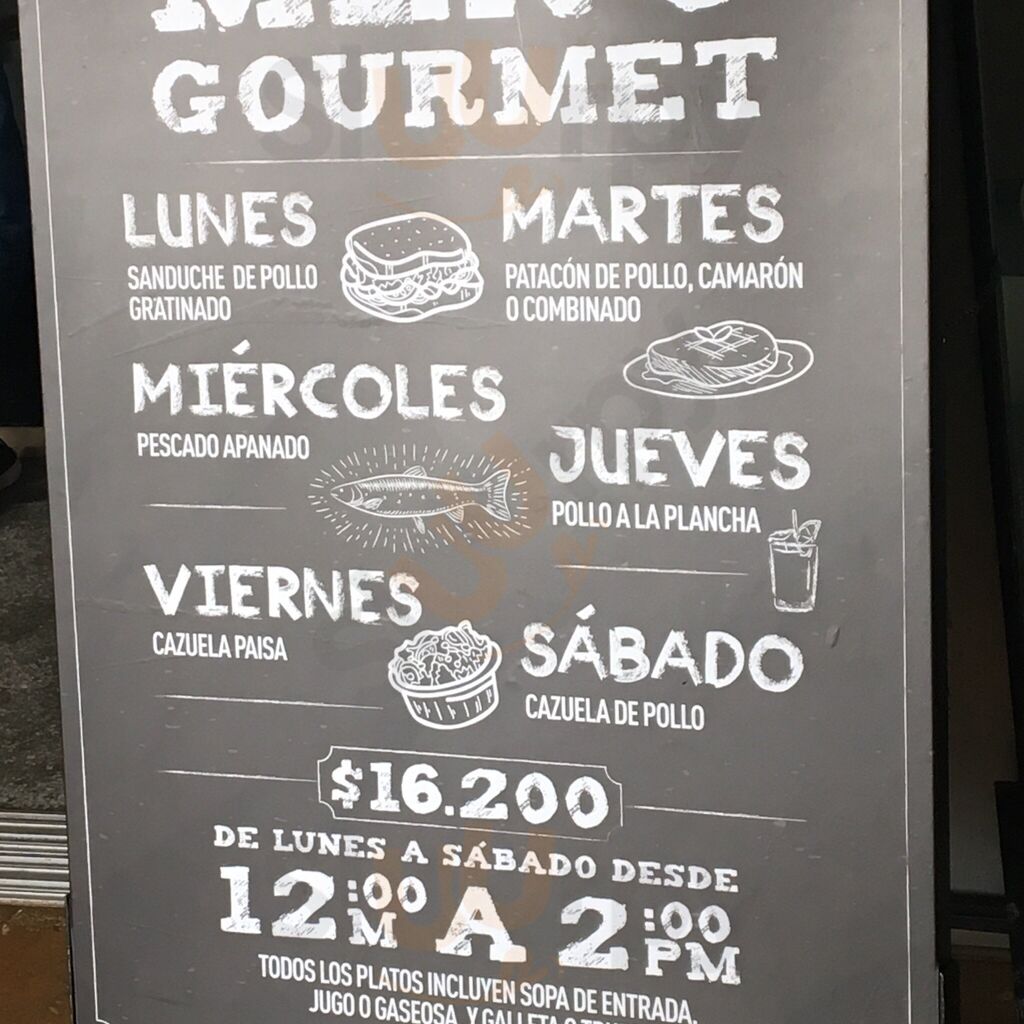 MENÚ
GOURMET
LUNES
SANDUCHE DE POLLO
GRATINADO
MARTES
PATACÓN DE POLLO, CAMARÓN
O COMBINADO
MIÉRCOLES
PESCADO APANADO
JUEVES
POLLO A LA PLANCHA
VIERNES
CAZUELA PAISA
SÁBADO
CAZUELA DE POLLO
$16.200
DE LUNES A SÁBADO DESDE
12:00 M A 2:00 PM
TODOS LOS PLATOS INCLUYEN SOPA DE ENTRADA,
JUGO O GASEOSA, Y GALLETA O